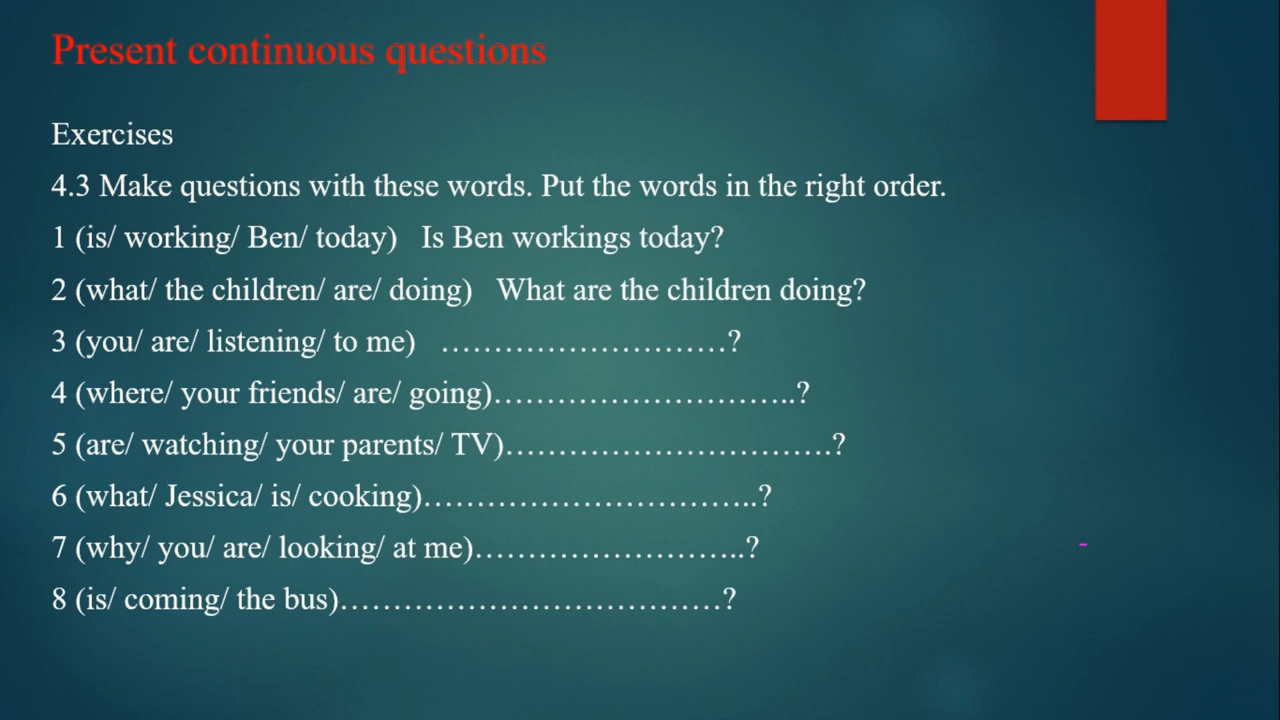 Present continuous questions
Exercises
4.3 Make questions with these words. Put the words in the right order.
1 (is/ working/ Ben/ today)   Is Ben workings today?
2 (what/ the children/ are/ doing)   What are the children doing?
3 (you/ are/ listening/ to me)   ………………………?
4 (where/ your friends/ are/ going)………………………..?
5 (are/ watching/ your parents/ TV)………………………….?
6 (what/ Jessica/ is/ cooking)…………………………..?
7 (why/ you/ are/ looking/ at me)……………………..?
8 (is/ coming/ the bus)………………………………?